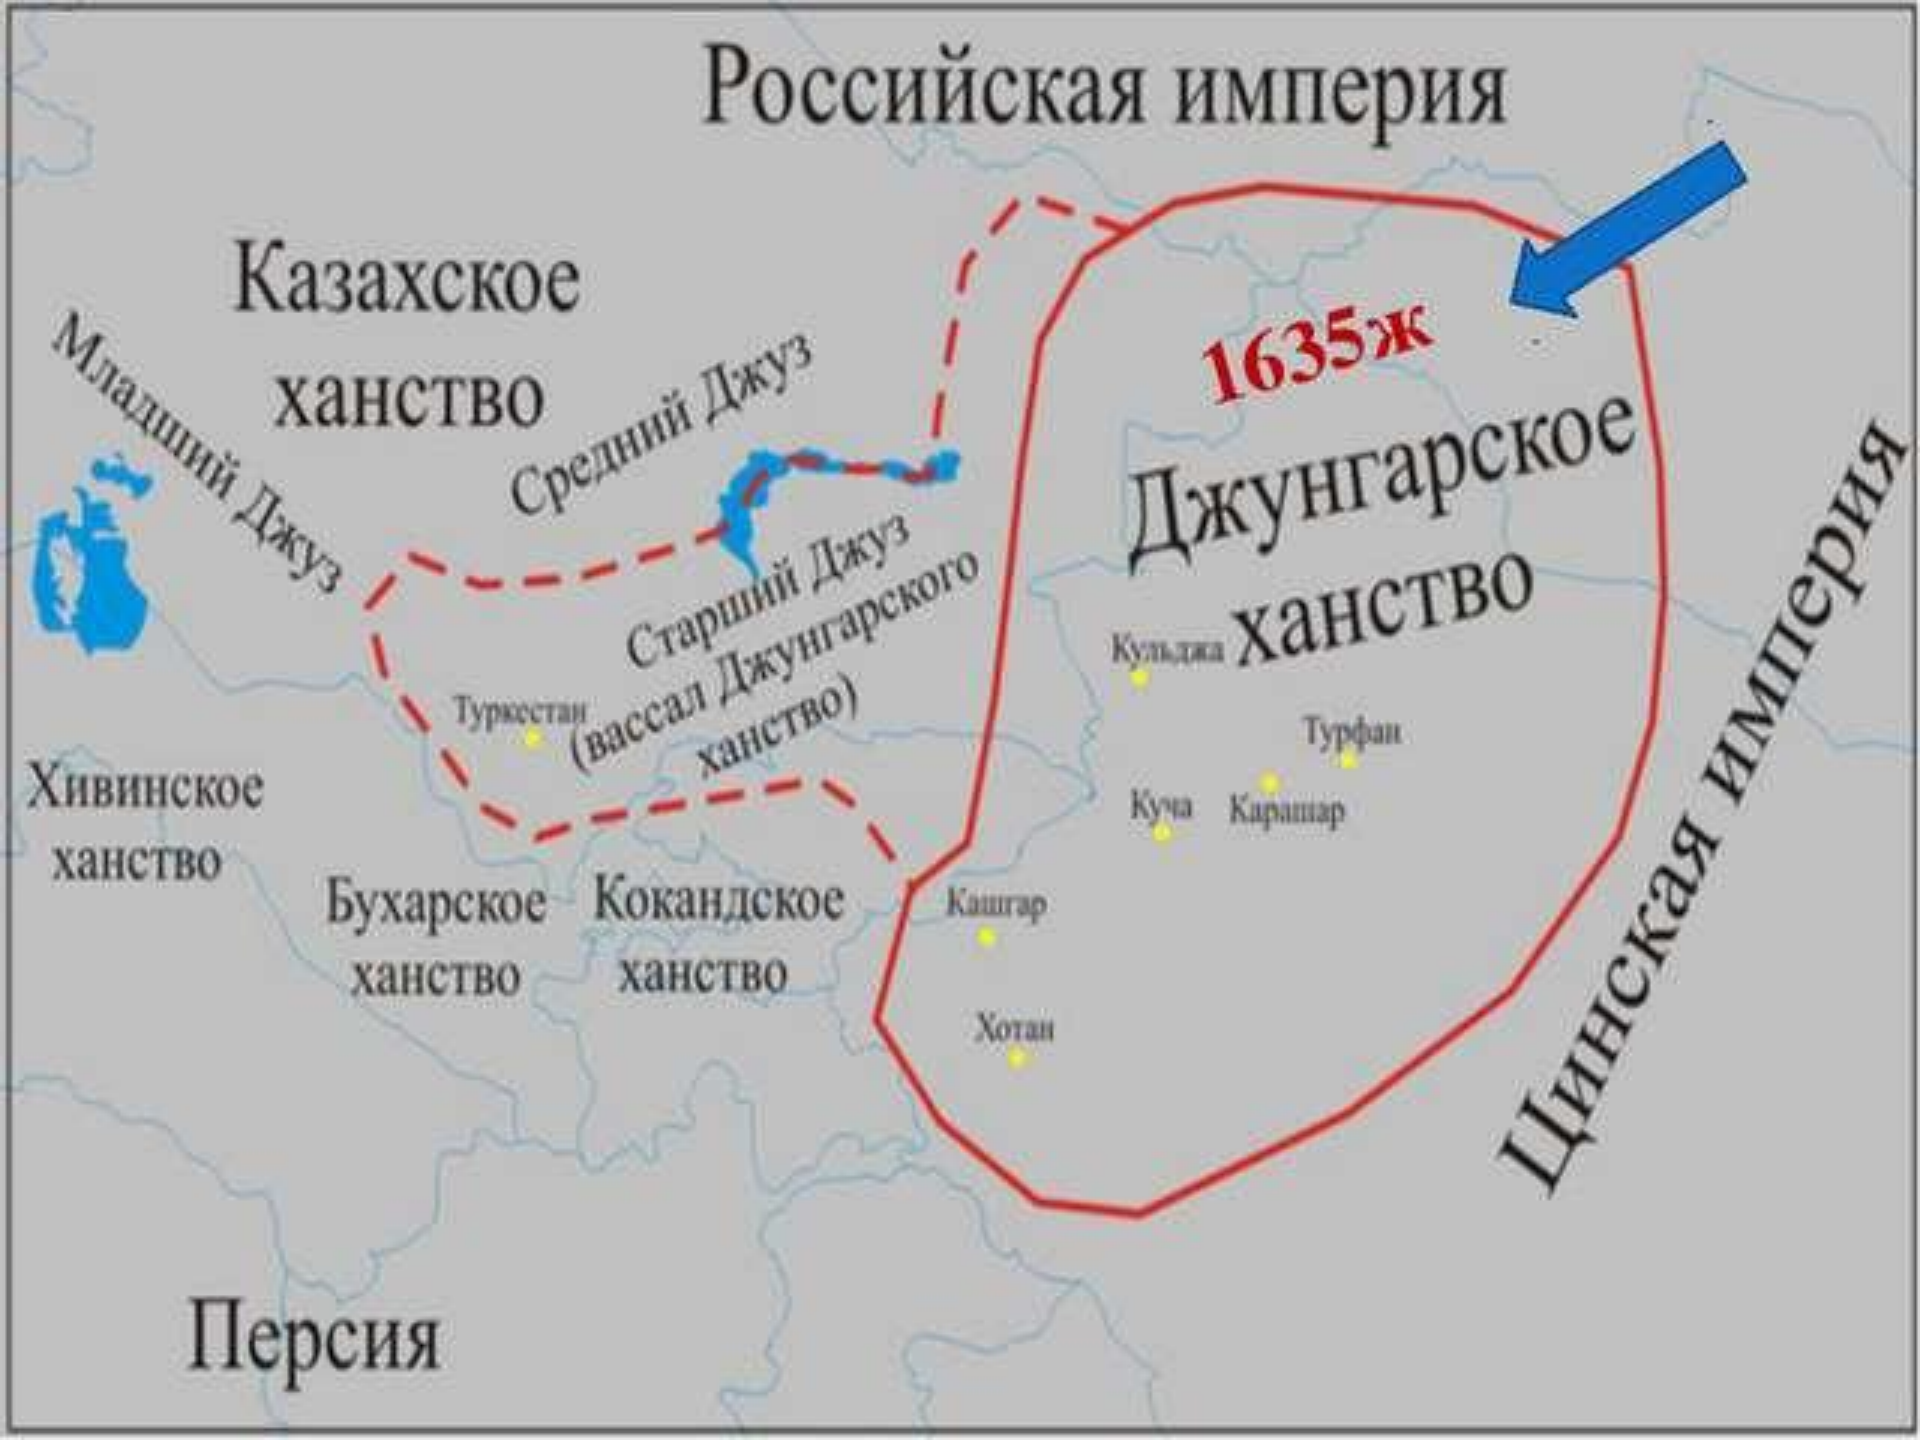 Российская империя
Казахское
ханство
Младший Джуз
Средний Джуз
1635ж
Джунгарское
ханство
Старший Джуз
(вассал Джунгарского
ханство)
Цинская империя
Кульджа
Туркестан
Турфан
Куча
Карашар
Хивинское
ханство
Бухарское
ханство
Кокандское
ханство
Кашгар
Хотан
Персия